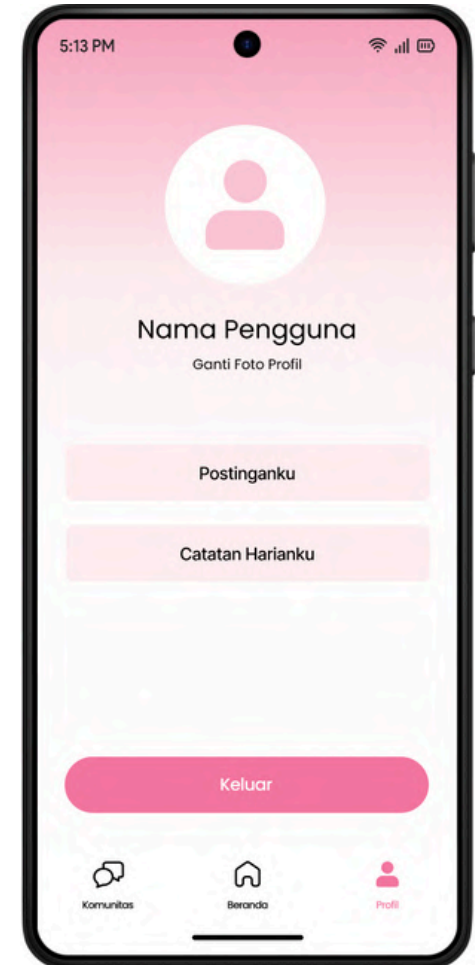 5:13 PM
Nama Pengguna
Ganti Foto Profil
Postinganku
Catatan Harianku
Keluar
Komunitas
Beranda
Profil